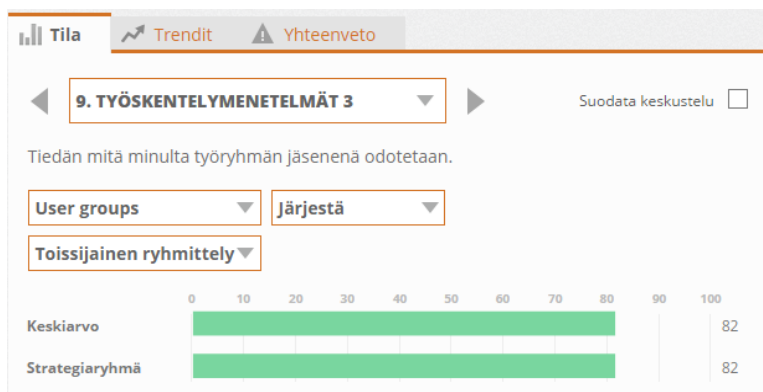 Tila Trendit Yhteenveto
9. TYÖSKENTELYMENETELMÄT 3 Suodata keskustelu
Tiedän mitä minulta työryhmän jäsenenä odotetaan.
User groups Järjestä
Toissijainen ryhmittely
0 10 20 30 40 50 60 70 80 90 100
Keskiarvo 82
Strategiaryhmä 82